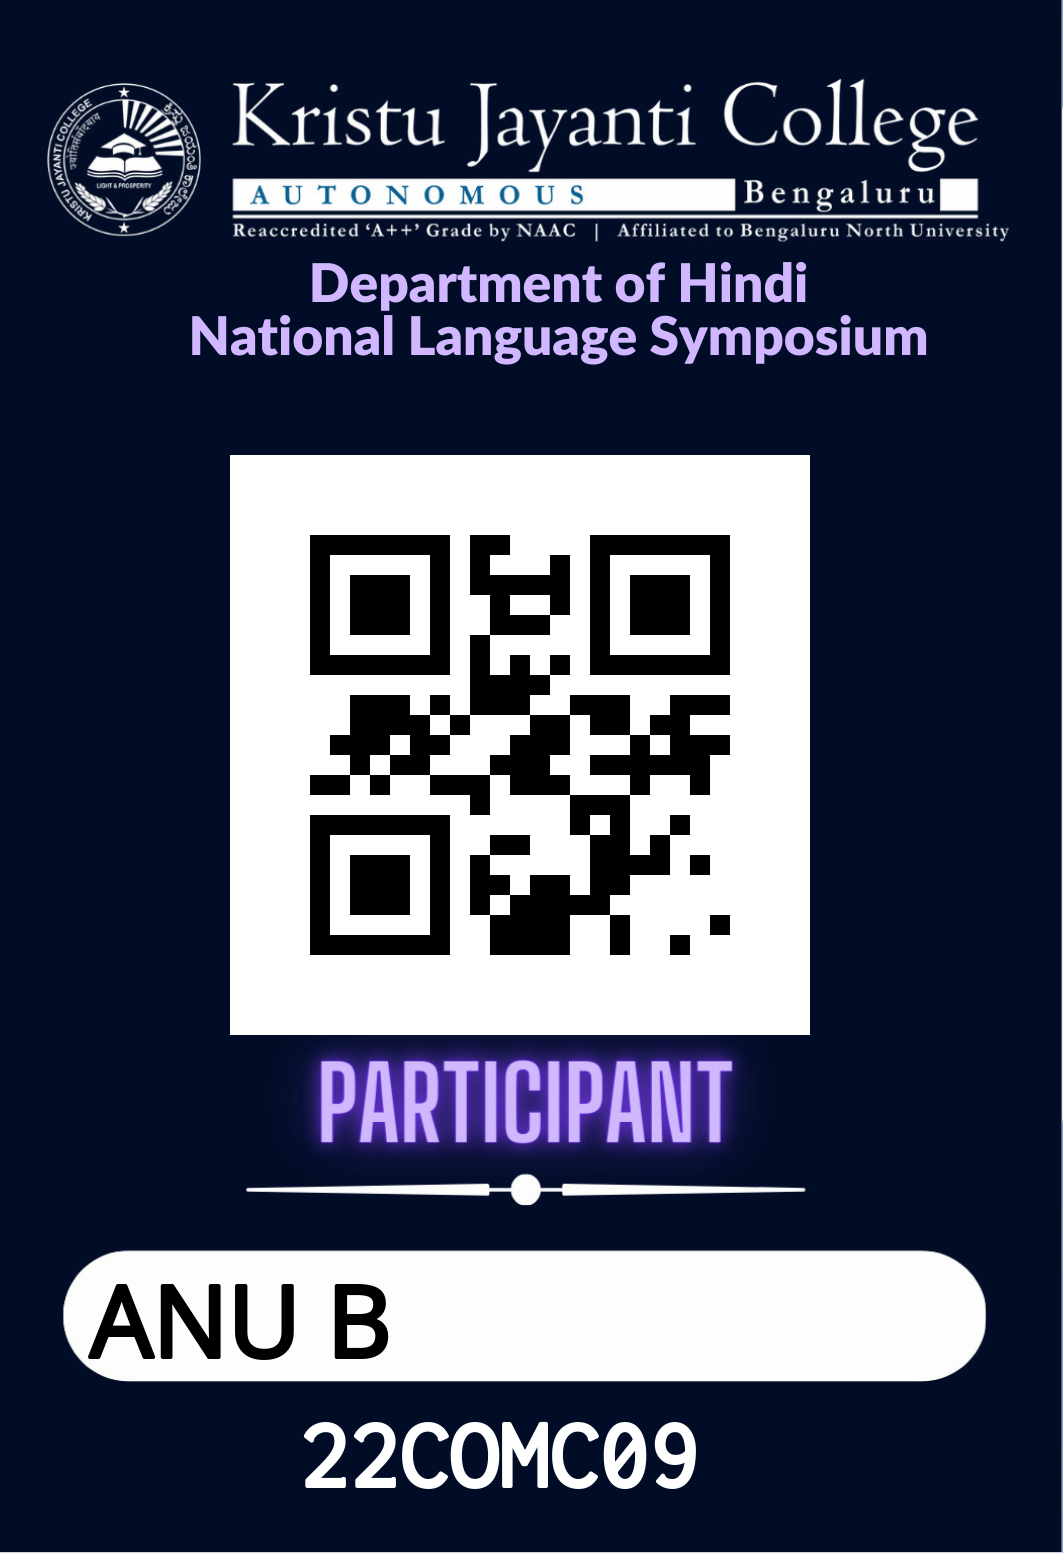 Kristu Jayanti College
AUTONOMOUS Bengaluru
Reaccredited ‘A++’ Grade by NAAC | Affiliated to Bengaluru North University
KRISTU JAYANTI COLLEGE
LIGHT & PROSPERITY
Department of Hindi
National Language Symposium
PARTICIPANT
ANU B
22COMC09